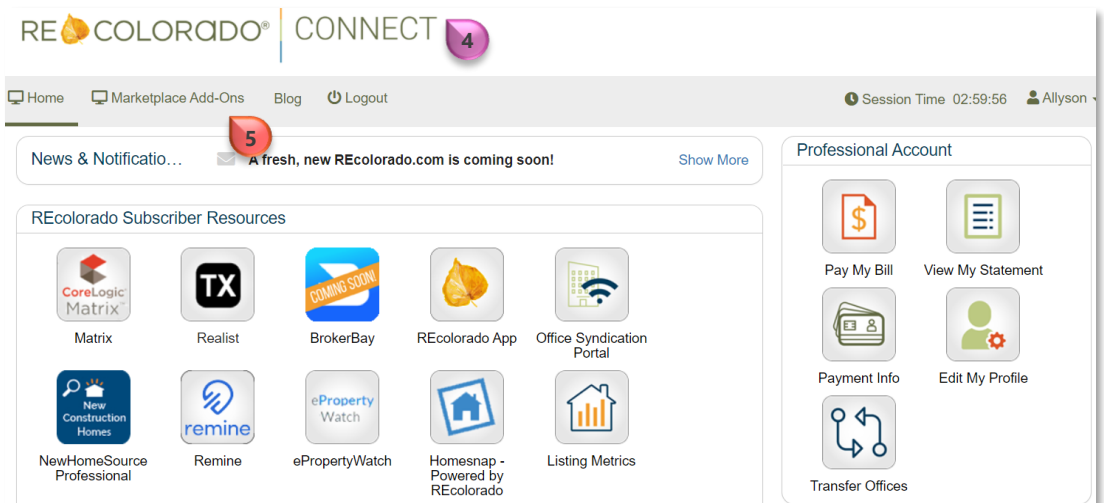 RECOLORADO® CONNECT
4
Home Marketplace Add-Ons Blog Logout Session Time 02:59:56 Allyson
5
News & Notificatio... A fresh, new REcolorado.com is coming soon! Show More
Professional Account
REcolorado Subscriber Resources
$
Pay My Bill View My Statement
CoreLogic
Matrix™
TX
COMING SOON!
Matrix Realist BrokerBay REcolorado App Office Syndication
Portal
Payment Info Edit My Profile
New
Construction
Homes
remine
eProperty
Watch
NewHomeSource
Professional
Remine ePropertyWatch Homesnap -
Powered by
REcolorado
Listing Metrics
Transfer Offices